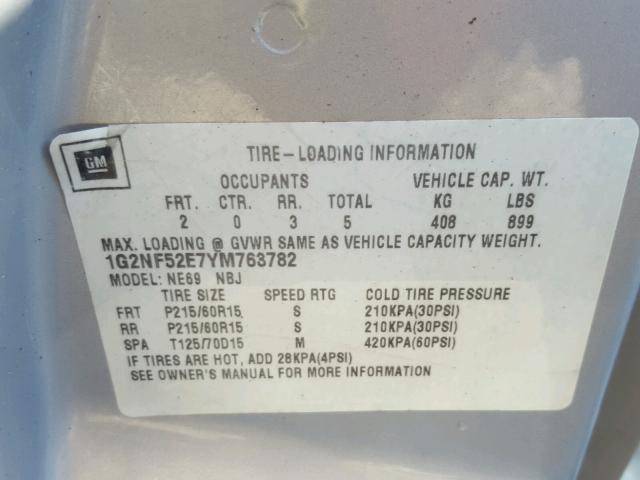 GM
TIRE-LOADING INFORMATION
OCCUPANTS VEHICLE CAP. WT.
FRT. CTR. RR. TOTAL KG LBS
2 0 3 5 408 899
MAX. LOADING @ GVWR SAME AS VEHICLE CAPACITY WEIGHT.
1G2NF52E7YM763782
MODEL: NE69 NBJ
TIRE SIZE SPEED RTG COLD TIRE PRESSURE
FRT P215/60R15 S 210KPA(30PSI)
RR P215/60R15 S 210KPA(30PSI)
SPA T125/70D15 M 420KPA(60PSI)
IF TIRES ARE HOT, ADD 28KPA(4PSI)
SEE OWNER'S MANUAL FOR MORE INFORMATION